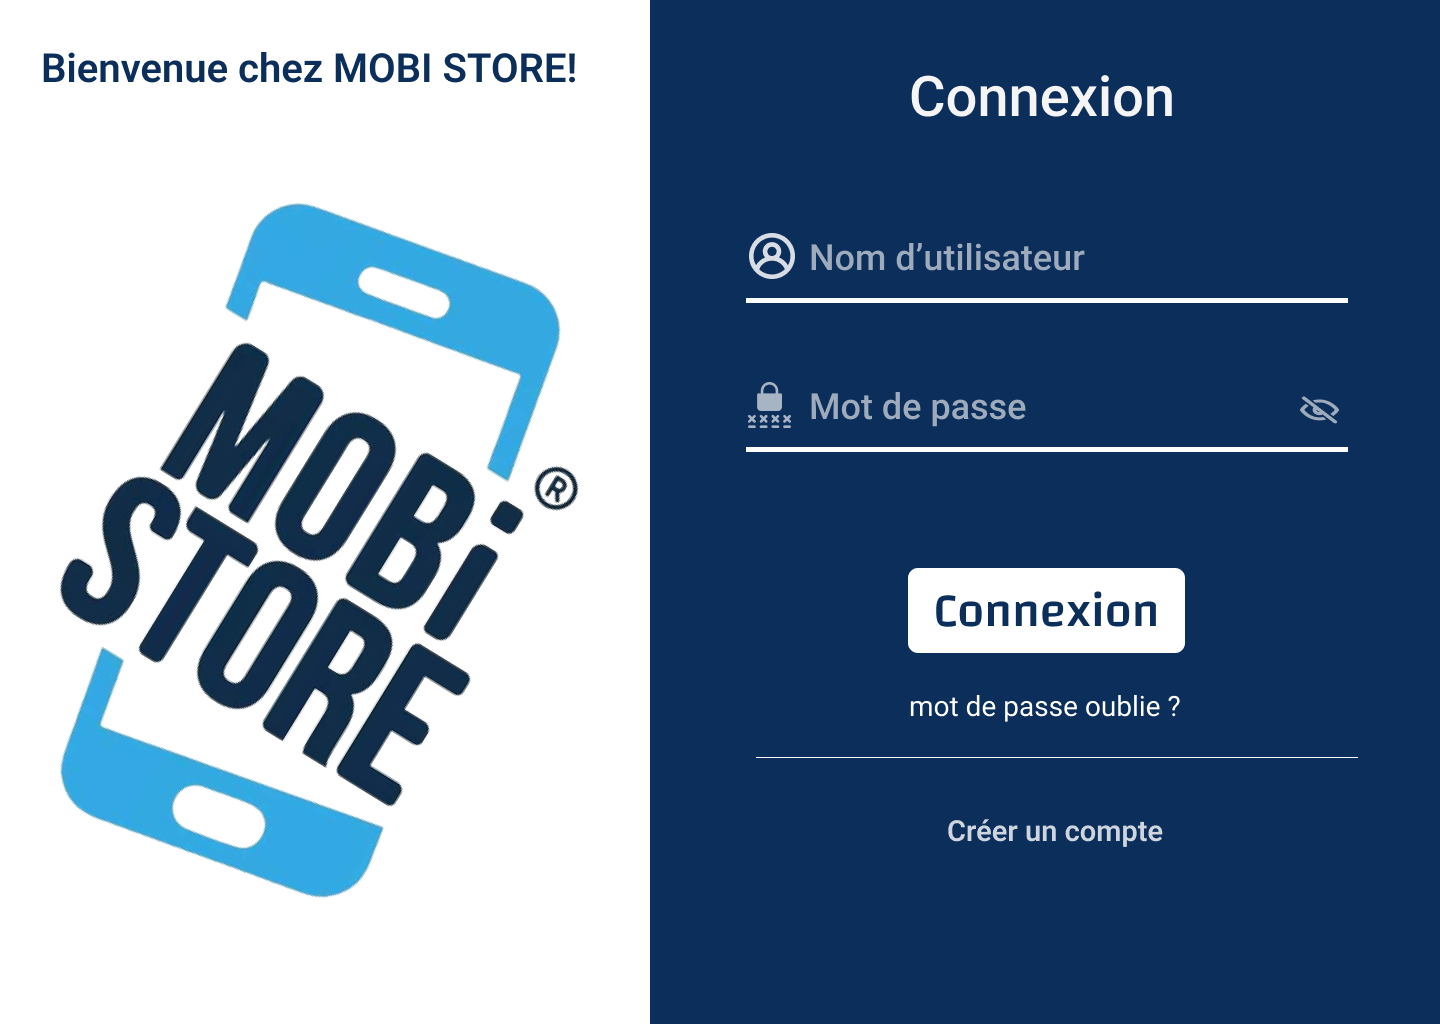 Bienvenue chez MOBI STORE!
MOBi
®
STORE
Connexion
Nom d’utilisateur
Mot de passe
Connexion
mot de passe oublie ?
Créer un compte